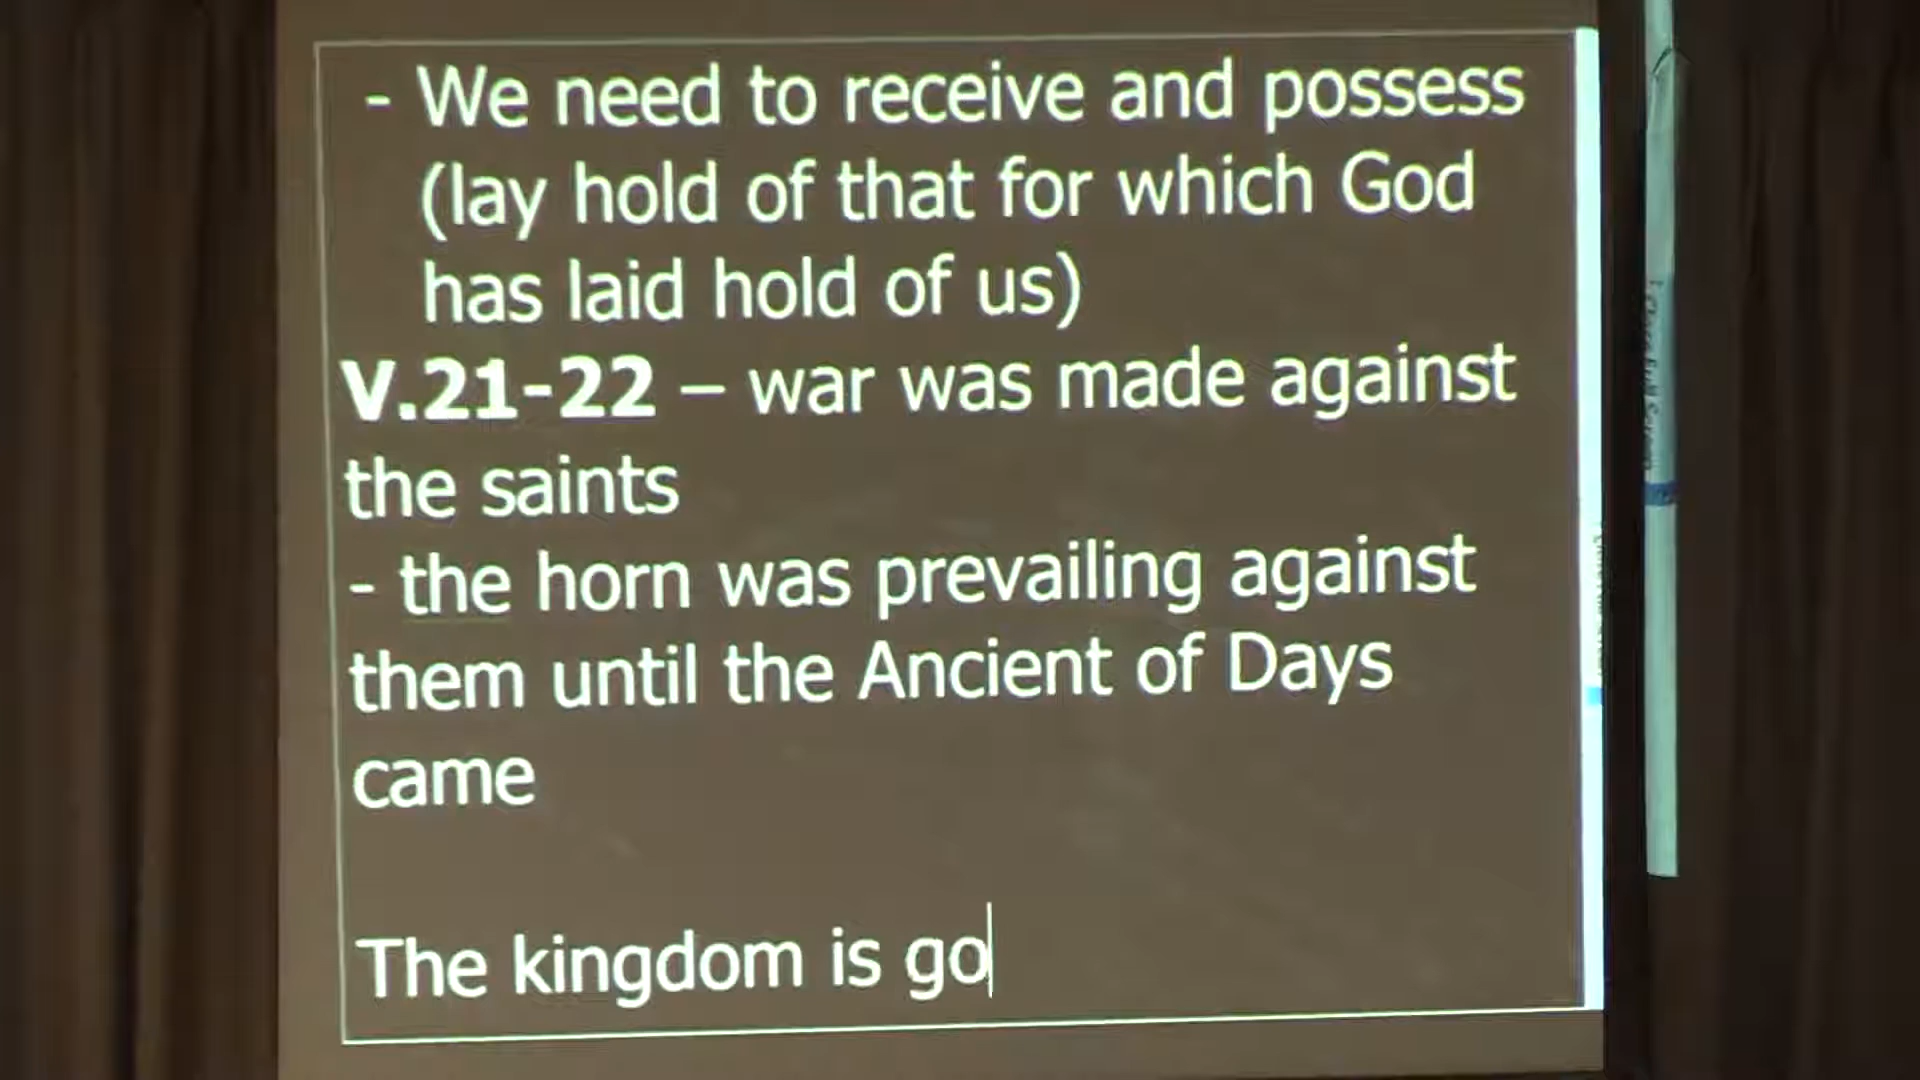 - We need to receive and possess
(lay hold of that for which God
has laid hold of us)
V.21-22 – war was made against
the saints
- the horn was prevailing against
them until the Ancient of Days
came
The kingdom is go